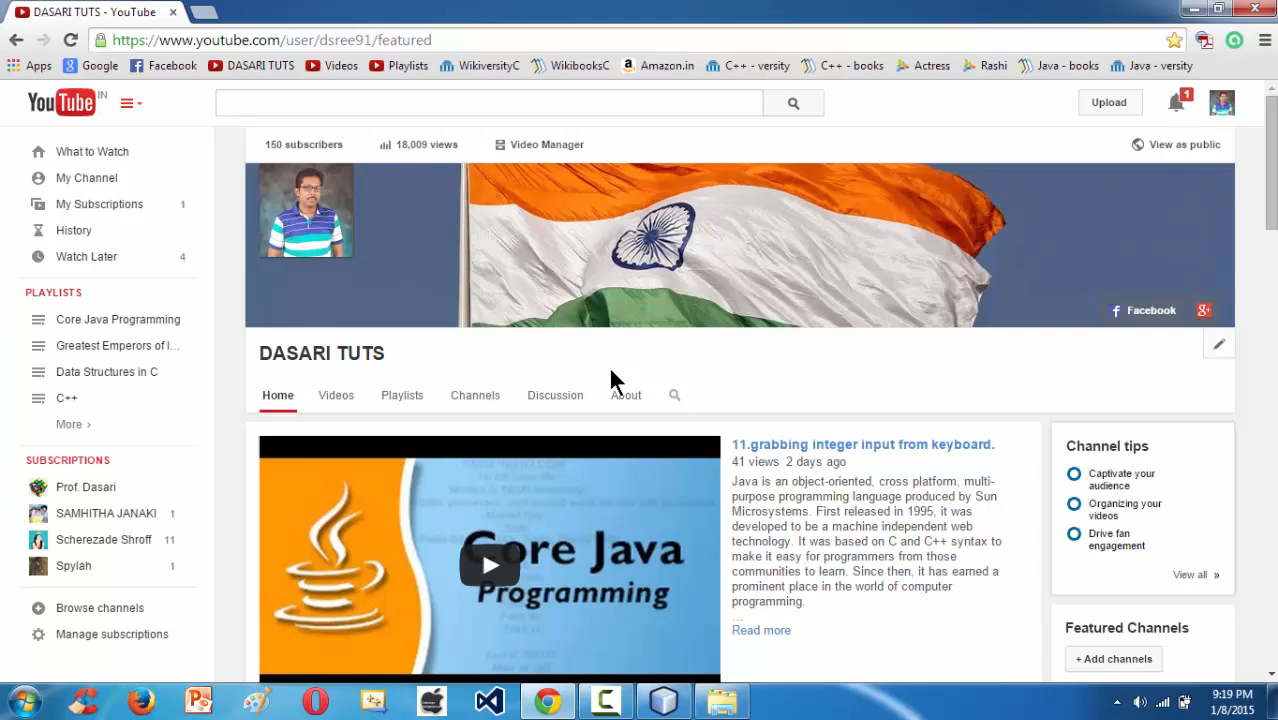 DASARI TUTS - YouTube
https://www.youtube.com/user/dsree91/featured
Apps Google Facebook DASARI TUTS Videos Playlists WikiversityC WikibooksC Amazon.in C++ - versity C++ - books Actress Rashi Java - books Java - versity
YouTube IN
Upload
1
What to Watch
My Channel
My Subscriptions 1
History
Watch Later 4
PLAYLISTS
Core Java Programming
Greatest Emperors of I...
Data Structures in C
C++
More ›
SUBSCRIPTIONS
Prof. Dasari
SAMHITHA JANAKI 1
Scherezade Shroff 11
Spylah 1
Browse channels
Manage subscriptions
150 subscribers 18,009 views Video Manager View as public
Facebook
DASARI TUTS
Home Videos Playlists Channels Discussion About
Core Java
Programming
11.grabbing integer input from keyboard.
41 views 2 days ago
Java is an object-oriented, cross platform, multi-
purpose programming language produced by Sun
Microsystems. First released in 1995, it was
developed to be a machine independent web
technology. It was based on C and C++ syntax to
make it easy for programmers from those
communities to learn. Since then, it has earned a
prominent place in the world of computer
programming.
...
Read more
Channel tips
Captivate your
audience
Organizing your
videos
Drive fan
engagement
View all »
Featured Channels
+ Add channels
9:19 PM
1/8/2015